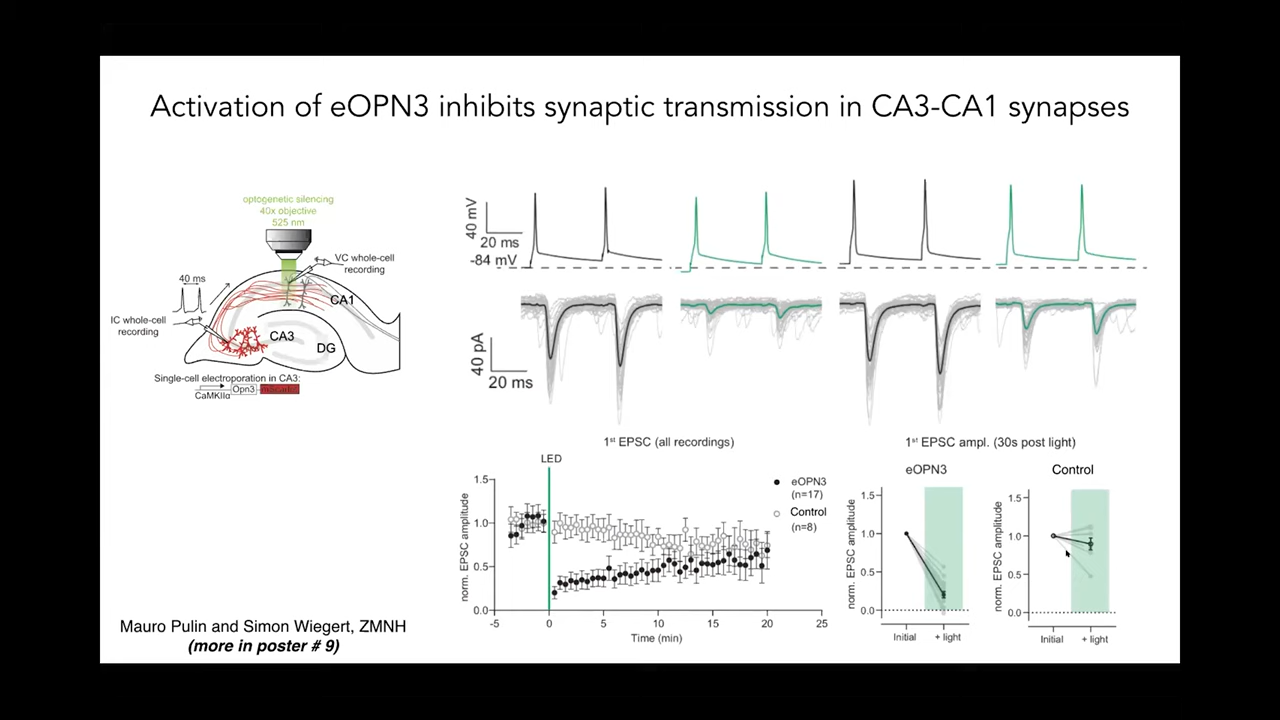 Activation of eOPN3 inhibits synaptic transmission in CA3-CA1 synapses
optogenetic silencing
40x objective
525 nm
VC whole-cell
recording
40 ms
IC whole-cell
recording
CA1
CA3
DG
Single-cell electroporation in CA3:
CaMKIIα
Opn3
40 mV
20 ms
-84 mV
40 pA
20 ms
1st EPSC (all recordings)
LED
norm. EPSC amplitude
1.5
1.0
0.5
0.0
-5
0
5
10
15
20
25
Time (min)
eOPN3
(n=17)
Control
(n=8)
1st EPSC ampl. (30s post light)
eOPN3
norm. EPSC amplitude
1.5
1.0
0.5
0.0
Initial
+ light
Control
norm. EPSC amplitude
1.5
1.0
0.5
0.0
Initial
+ light
Mauro Pulin and Simon Wiegert, ZMNH
(more in poster # 9)